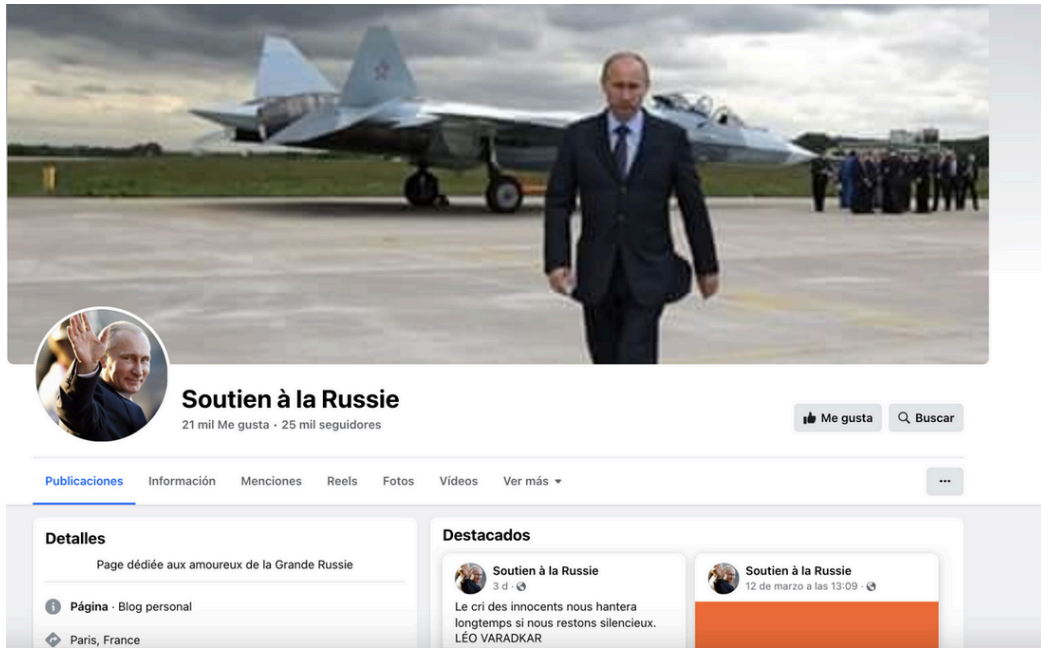 Soutien à la Russie
21 mil Me gusta · 25 mil seguidores
Me gusta
Buscar
Publicaciones
Información
Menciones
Reels
Fotos
Vídeos
Ver más
Detalles
Page dédiée aux amoureux de la Grande Russie
Página · Blog personal
Paris, France
Destacados
Soutien à la Russie
3 d ·
Le cri des innocents nous hantera
longtemps si nous restons silencieux.
LÉO VARADKAR
Soutien à la Russie
12 de marzo a las 13:09 ·